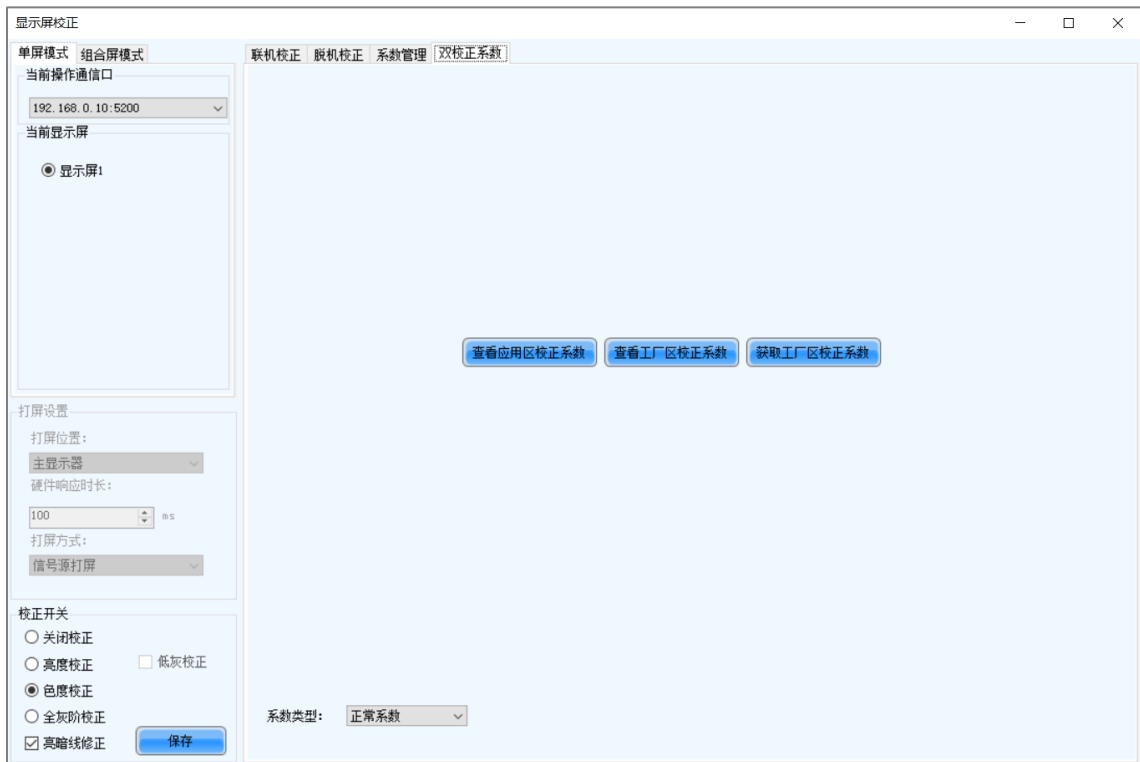 显示屏校正
单屏模式 组合屏模式
当前操作通信口
192.168.0.10:5200
当前显示屏
显示屏1
打屏设置
打屏位置:
主显示器
硬件响应时长:
100 ms
打屏方式:
信号源打屏
校正开关
关闭校正
亮度校正 低灰校正
色度校正
全灰阶校正
亮暗线修正 保存
联机校正 脱机校正 系数管理 双校正系数
查看应用区校正系数 查看工厂区校正系数 获取工厂区校正系数
系数类型: 正常系数